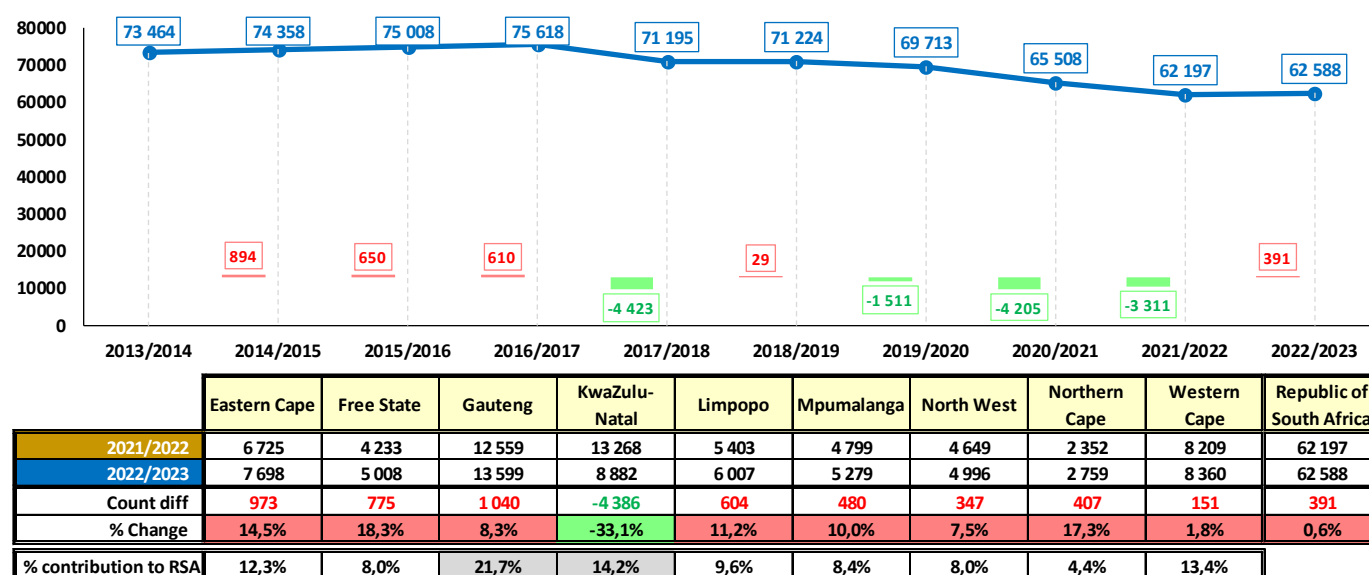 80000
70000
60000
50000
40000
30000
20000
10000
0
73 464 74 358 75 008 75 618 71 195 71 224 69 713 65 508 62 197 62 588
894 650 610 -4 423 29 -1 511 -4 205 -3 311 391
2013/2014 2014/2015 2015/2016 2016/2017 2017/2018 2018/2019 2019/2020 2020/2021 2021/2022 2022/2023
Eastern Cape Free State Gauteng KwaZulu-Natal Limpopo Mpumalanga North West Northern Cape Western Cape Republic of South Africa
2021/2022 6 725 4 233 12 559 13 268 5 403 4 799 4 649 2 352 8 209 62 197
2022/2023 7 698 5 008 13 599 8 882 6 007 5 279 4 996 2 759 8 360 62 588
Count diff 973 775 1 040 -4 386 604 480 347 407 151 391
% Change 14,5% 18,3% 8,3% -33,1% 11,2% 10,0% 7,5% 17,3% 1,8% 0,6%
% contribution to RSA 12,3% 8,0% 21,7% 14,2% 9,6% 8,4% 8,0% 4,4% 13,4%